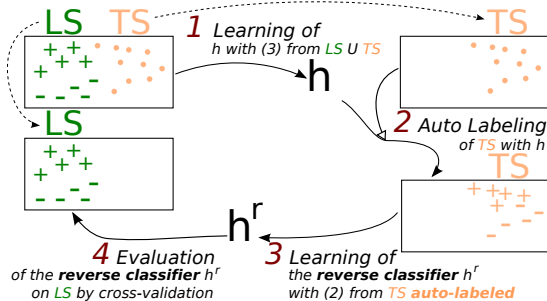 LS TS
TS
1 Learning of
h with (3) from LS U TS
h
LS
2 Auto Labeling
of TS with h
TS
h^r
4 Evaluation
of the reverse classifier h^r
on LS by cross-validation
3 Learning of
the reverse classifier h^r
with (2) from TS auto-labeled